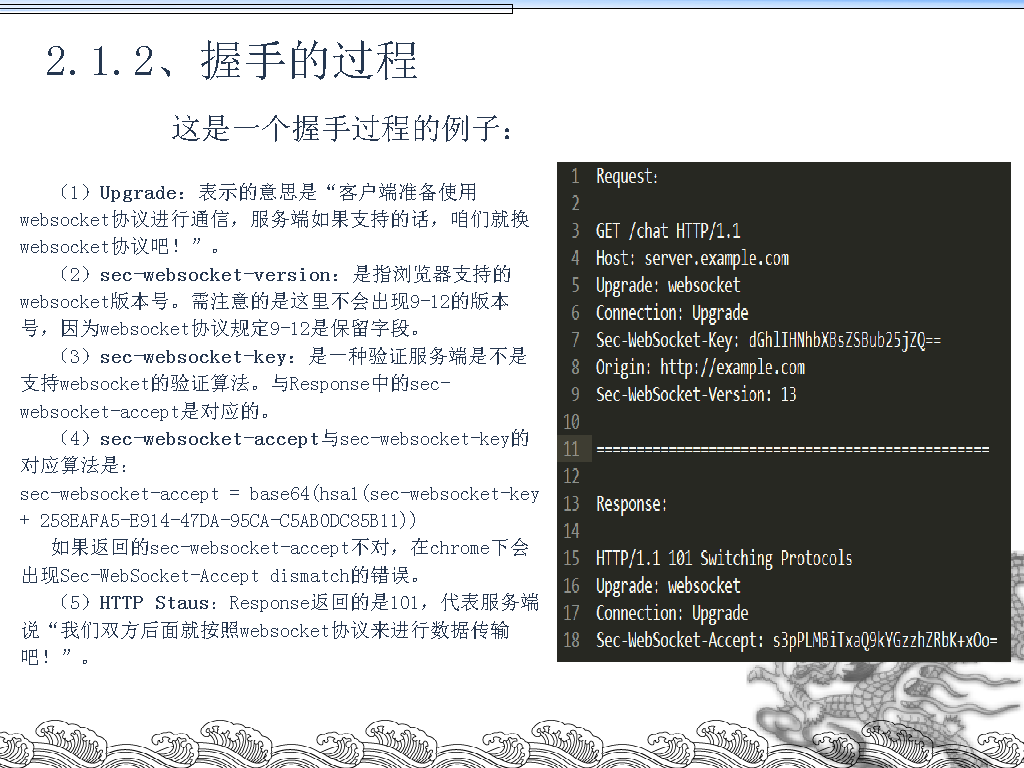 2.1.2、握手的过程
这是一个握手过程的例子：
（1）Upgrade：表示的意思是“客户端准备使用
websocket协议进行通信，服务端如果支持的话，咱们就换
websocket协议吧！”。
（2）sec-websocket-version：是指浏览器支持的
websocket版本号。需注意的是这里不会出现9-12的版本
号，因为websocket协议规定9-12是保留字段。
（3）sec-websocket-key：是一种验证服务端是不是
支持websocket的验证算法。与Response中的sec-
websocket-accept是对应的。
（4）sec-websocket-accept与sec-websocket-key的
对应算法是：
sec-websocket-accept = base64(hsa1(sec-websocket-key
+ 258EAFA5-E914-47DA-95CA-C5AB0DC85B11))
如果返回的sec-websocket-accept不对，在chrome下会
出现Sec-WebSocket-Accept dismatch的错误。
（5）HTTP Staus：Response返回的是101，代表服务端
说“我们双方后面就按照websocket协议来进行数据传输
吧！”。
1 Request:
2
3 GET /chat HTTP/1.1
4 Host: server.example.com
5 Upgrade: websocket
6 Connection: Upgrade
7 Sec-WebSocket-Key: dGhlIHNhbXBsZSBub25jZQ==
8 Origin: http://example.com
9 Sec-WebSocket-Version: 13
10
11 =================================================
12
13 Response:
14
15 HTTP/1.1 101 Switching Protocols
16 Upgrade: websocket
17 Connection: Upgrade
18 Sec-WebSocket-Accept: s3pPLMBiTxaQ9kYGzzhZRbK+xOo=